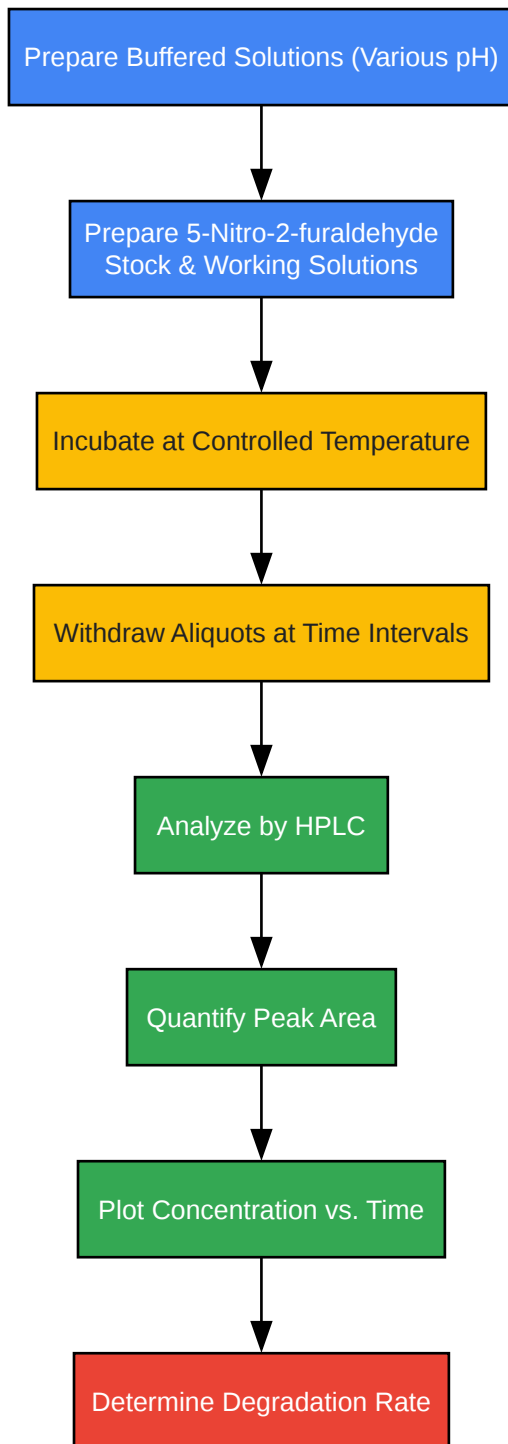 Prepare Buffered Solutions (Various pH)
Prepare 5-Nitro-2-furaldehyde
Stock & Working Solutions
Incubate at Controlled Temperature
Withdraw Aliquots at Time Intervals
Analyze by HPLC
Quantify Peak Area
Plot Concentration vs. Time
Determine Degradation Rate